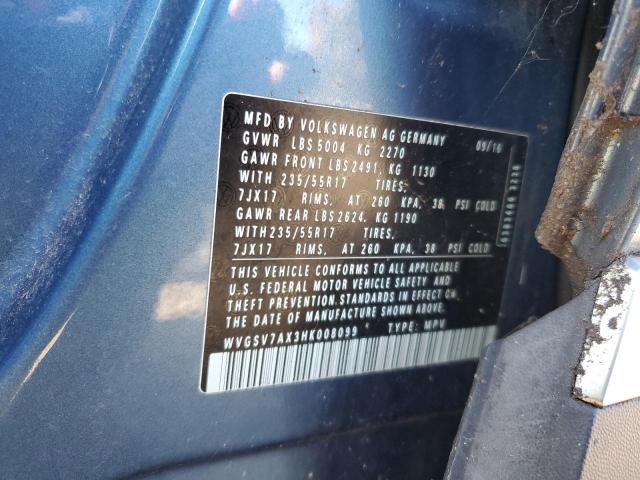 MFD BY VOLKSWAGEN AG GERMANY 09/16
GVWR LBS 5004 KG 2270
GAWR FRONT LBS 2491, KG 1130
WITH 235/55R17 TIRES.
7JX17 RIMS, AT 260 KPA, 38 PSI COLD
GAWR REAR LBS 2624, KG 1190
WITH 235/55R17 TIRES,
7JX17 RIMS, AT 260 KPA, 38 PSI COLD
THIS VEHICLE CONFORMS TO ALL APPLICABLE
U.S. FEDERAL MOTOR VEHICLE SAFETY AND
THEFT PREVENTION STANDARDS IN EFFECT ON
THE DATE OF MANUFACTURE SHOWN ABOVE
WVGSV7AX3HK008099 TYPE: MPV